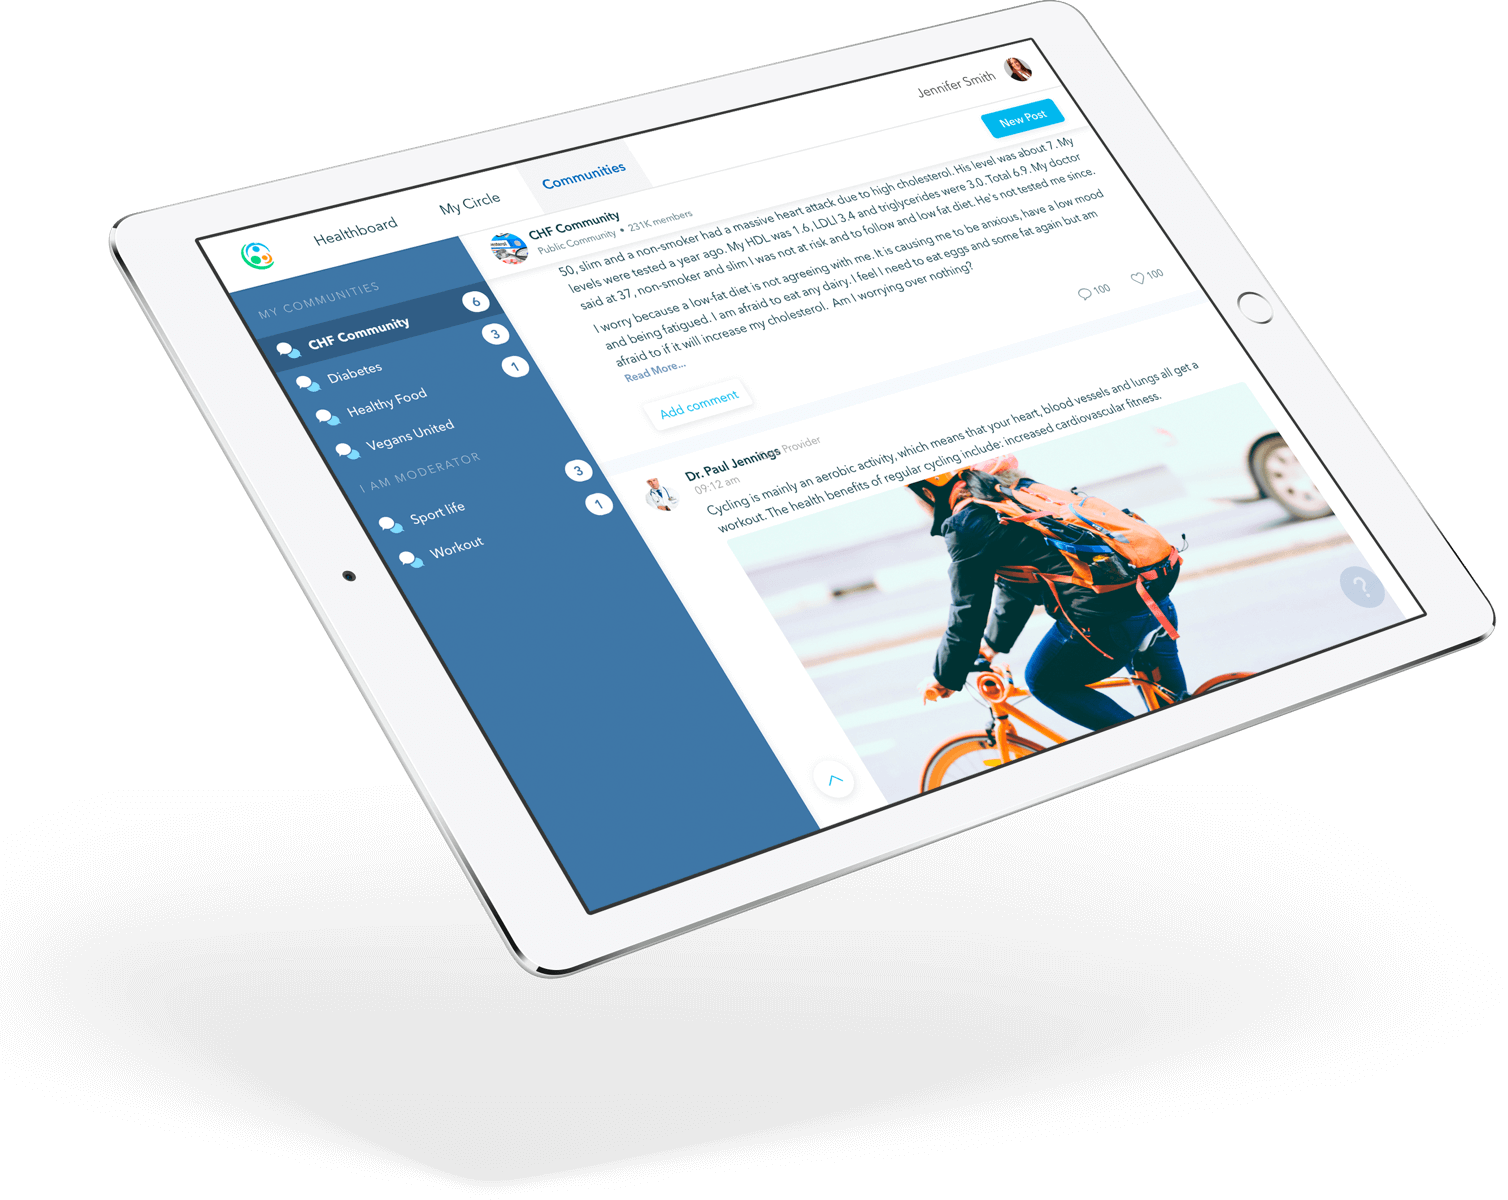 Jennifer Smith
Healthboard
My Circle
Communities
New Post
CHF Community
Public Community • 231K members
MY COMMUNITIES
CHF Community
6
Diabetes
3
Healthy Food
1
Vegans United
I AM MODERATOR
Sport life
3
Workout
1
50, slim and a non-smoker had a massive heart attack due to high cholesterol. His level was about 7. My
levels were tested a year ago. My HDL was 1.6, LDLI 3.4 and triglycerides were 3.0. Total 6.9. My doctor
said at 37, non-smoker and slim I was not at risk and to follow and low fat diet. He's not tested me since.
I worry because a low-fat diet is not agreeing with me. It is causing me to be anxious, have a low mood
and being fatigued. I am afraid to eat any dairy. I feel I need to eat eggs and some fat again but am
afraid to if it will increase my cholesterol. Am I worrying over nothing?
Read More...
100
100
Add comment
Dr. Paul Jennings Provider
09:12 am
Cycling is mainly an aerobic activity, which means that your heart, blood vessels and lungs all get a
workout. The health benefits of regular cycling include: increased cardiovascular fitness.
?